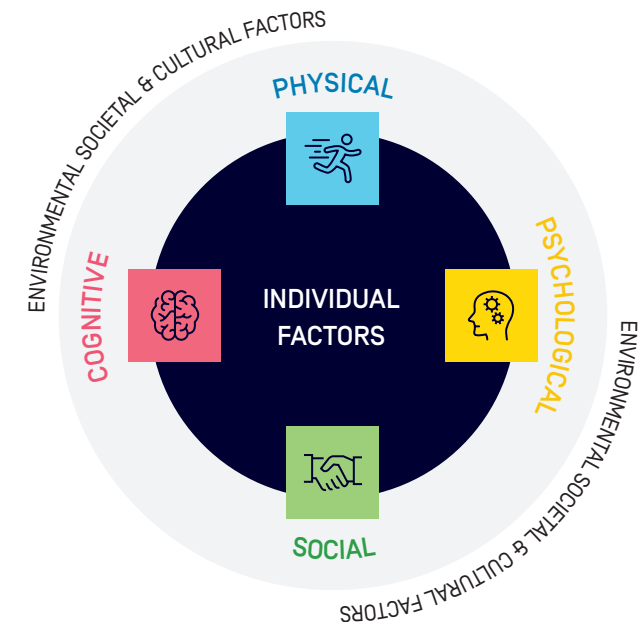 ENVIRONMENTAL SOCIETAL & CULTURAL FACTORS
PHYSICAL
COGNITIVE
INDIVIDUAL
FACTORS
PSYCHOLOGICAL
SOCIAL
ENVIRONMENTAL SOCIETAL & CULTURAL FACTORS